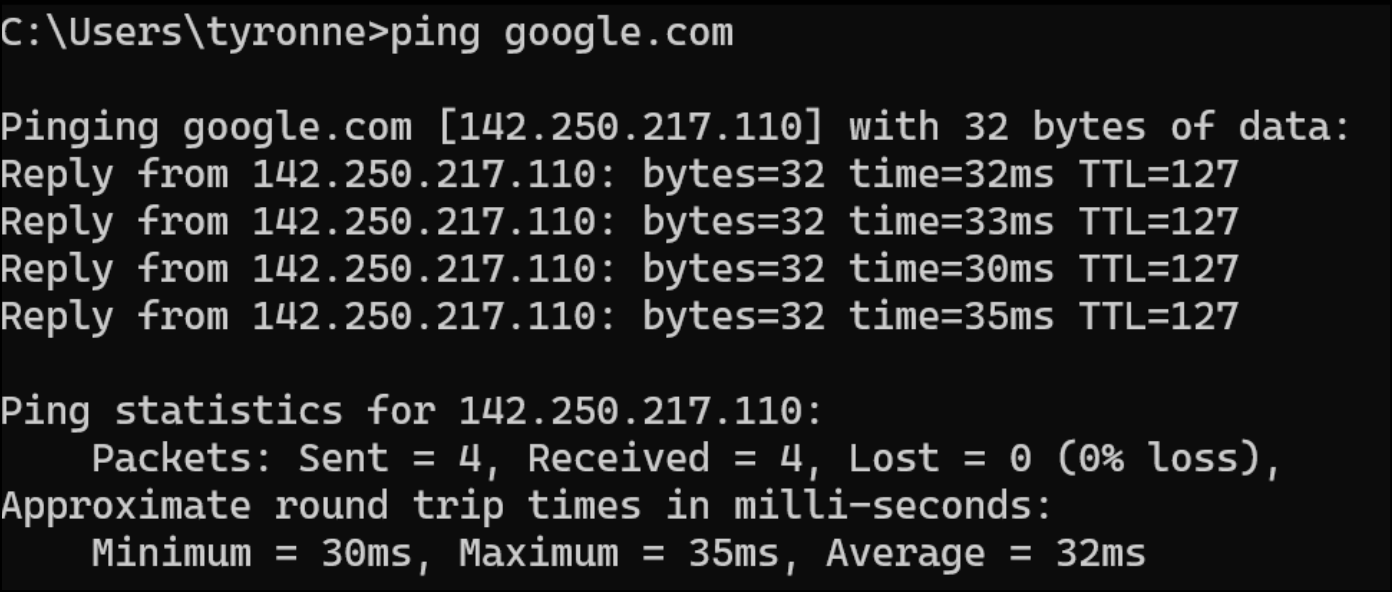 C:\Users\tyronne>ping google.com
Pinging google.com [142.250.217.110] with 32 bytes of data:
Reply from 142.250.217.110: bytes=32 time=32ms TTL=127
Reply from 142.250.217.110: bytes=32 time=33ms TTL=127
Reply from 142.250.217.110: bytes=32 time=30ms TTL=127
Reply from 142.250.217.110: bytes=32 time=35ms TTL=127
Ping statistics for 142.250.217.110:
    Packets: Sent = 4, Received = 4, Lost = 0 (0% loss),
Approximate round trip times in milli-seconds:
    Minimum = 30ms, Maximum = 35ms, Average = 32ms